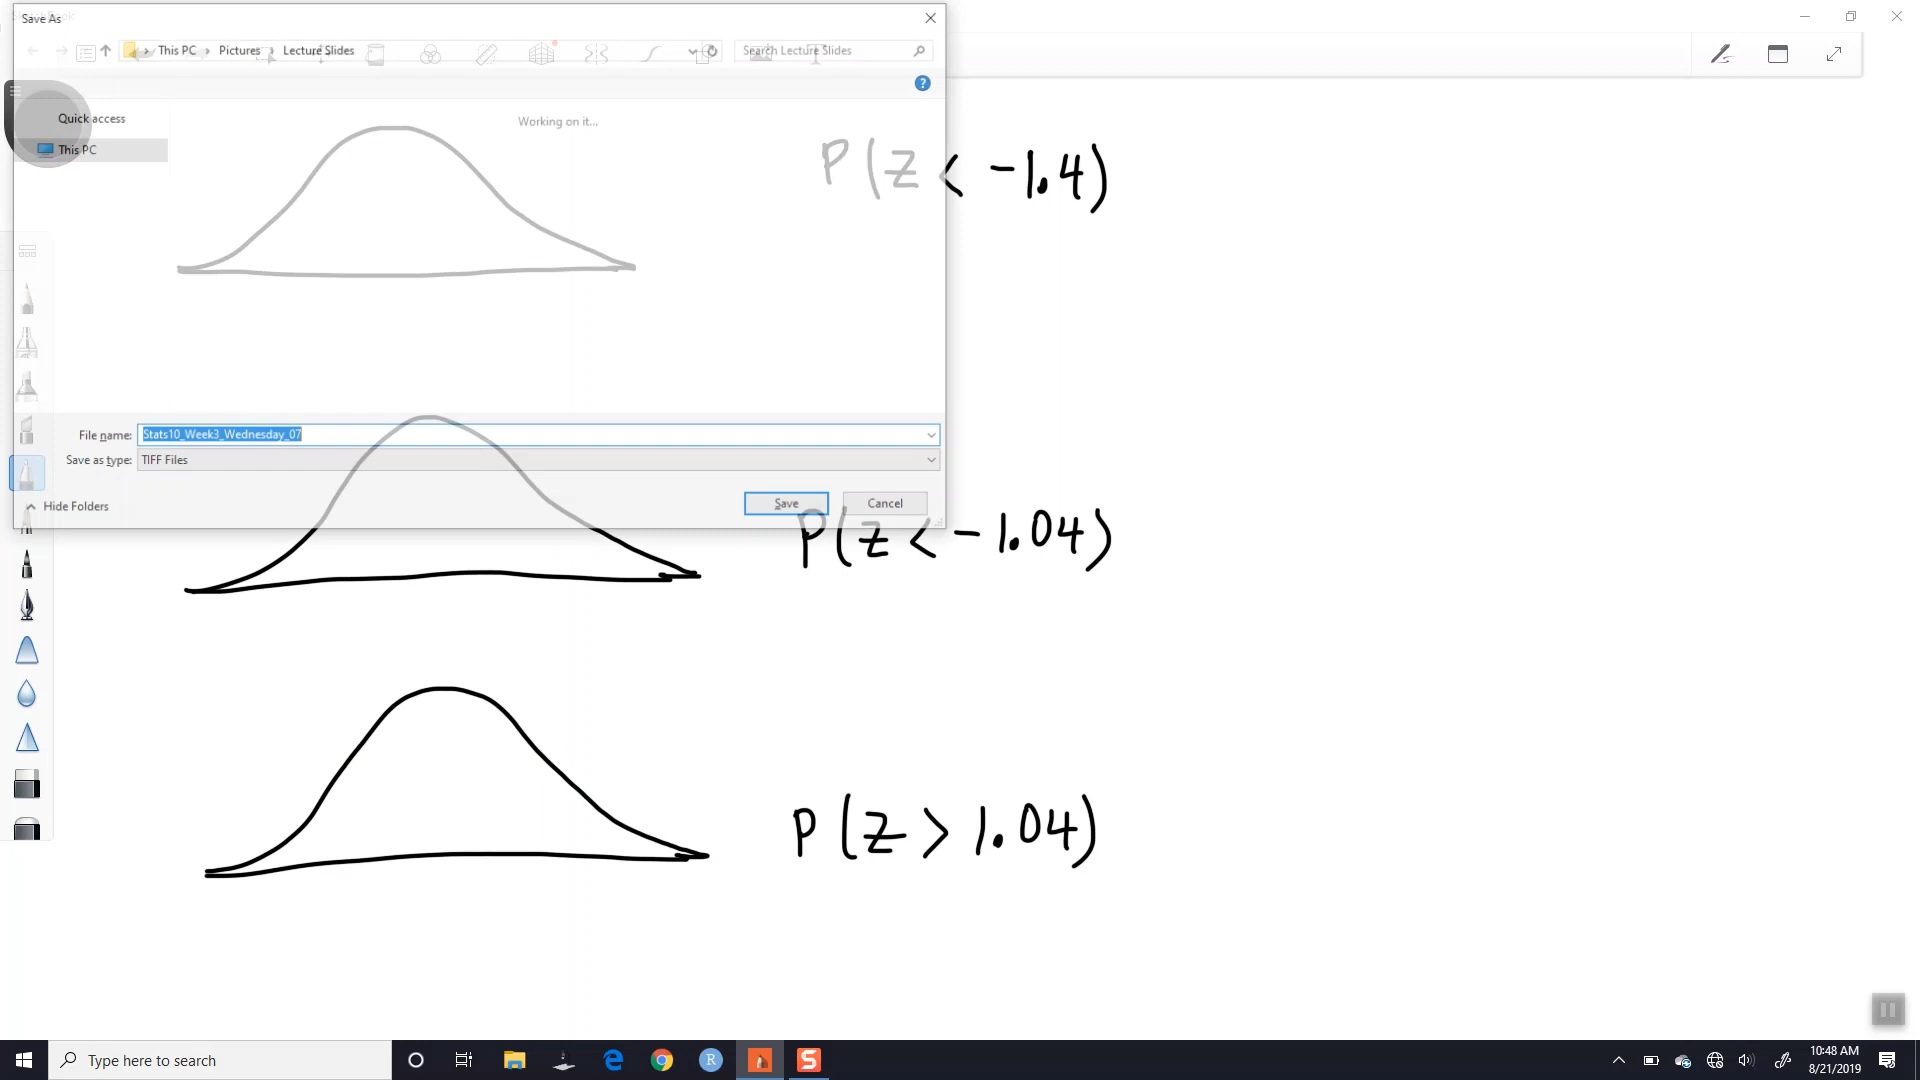 Save As
This PC > Pictures > Lecture Slides
Search Lecture Slides
Quick access
This PC
Working on it...
P(Z < -1.4)
File name: Stats10_Week3_Wednesday_07
Save as type: TIFF Files
Hide Folders
Save
Cancel
P(Z < -1.04)
P(Z > 1.04)
Type here to search
10:48 AM
8/21/2019